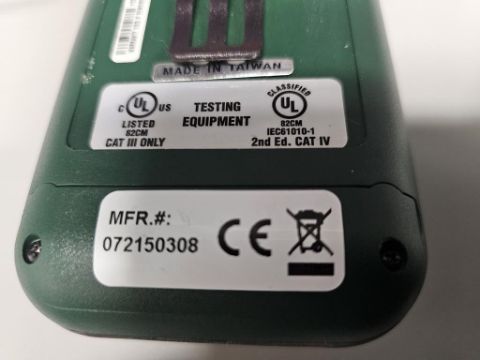 MADE IN TAIWAN
C UL US
LISTED
82CM
CAT III ONLY
TESTING
EQUIPMENT
CLASSIFIED
UL
82CM
IEC61010-1
2nd Ed. CAT IV
MFR.#:
072150308
CE